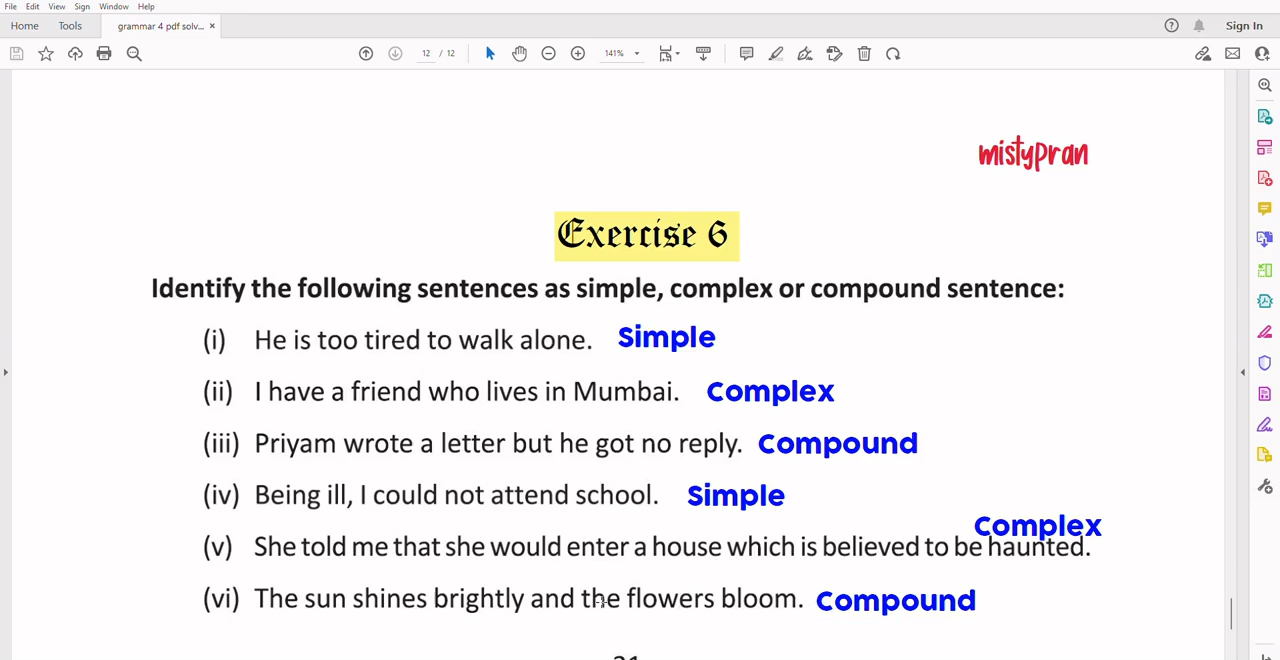 File Edit View Sign Window Help
Home Tools grammar 4 pdf solv... × Sign In
12 / 12 141%
mistypran
Exercise 6
Identify the following sentences as simple, complex or compound sentence:
(i) He is too tired to walk alone. Simple
(ii) I have a friend who lives in Mumbai. Complex
(iii) Priyam wrote a letter but he got no reply. Compound
(iv) Being ill, I could not attend school. Simple
Complex
(v) She told me that she would enter a house which is believed to be haunted.
(vi) The sun shines brightly and the flowers bloom. Compound